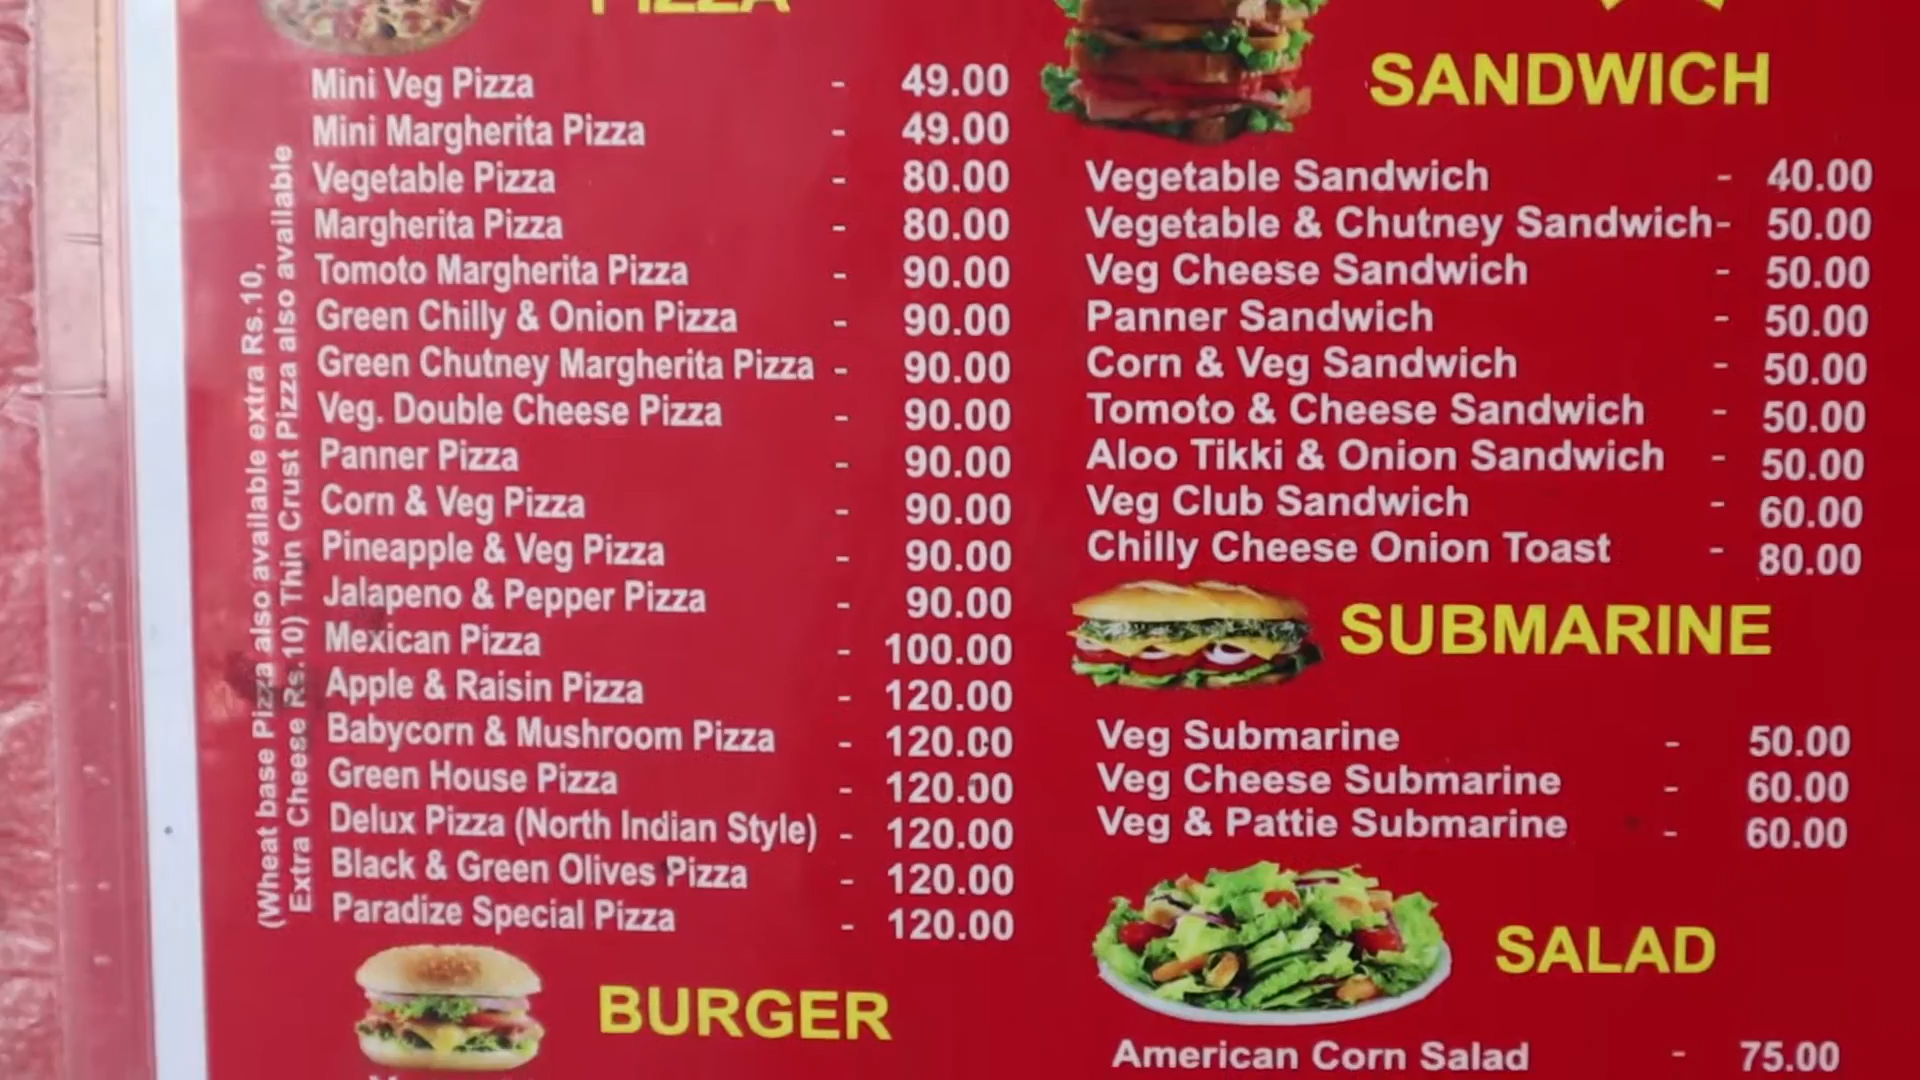 PIZZA
Mini Veg Pizza - 49.00
Mini Margherita Pizza - 49.00
Vegetable Pizza - 80.00
Margherita Pizza - 80.00
Tomoto Margherita Pizza - 90.00
Green Chilly & Onion Pizza - 90.00
Green Chutney Margherita Pizza - 90.00
Veg. Double Cheese Pizza - 90.00
Panner Pizza - 90.00
Corn & Veg Pizza - 90.00
Pineapple & Veg Pizza - 90.00
Jalapeno & Pepper Pizza - 90.00
Mexican Pizza - 100.00
Apple & Raisin Pizza - 120.00
Babycorn & Mushroom Pizza - 120.00
Green House Pizza - 120.00
Delux Pizza (North Indian Style) - 120.00
Black & Green Olives Pizza - 120.00
Paradize Special Pizza - 120.00
(Wheat base Pizza also available extra Rs.10,
Extra Cheese Rs.10) Thin Crust Pizza also available
BURGER
SANDWICH
Vegetable Sandwich - 40.00
Vegetable & Chutney Sandwich- 50.00
Veg Cheese Sandwich - 50.00
Panner Sandwich - 50.00
Corn & Veg Sandwich - 50.00
Tomoto & Cheese Sandwich - 50.00
Aloo Tikki & Onion Sandwich - 50.00
Veg Club Sandwich - 60.00
Chilly Cheese Onion Toast - 80.00
SUBMARINE
Veg Submarine - 50.00
Veg Cheese Submarine - 60.00
Veg & Pattie Submarine - 60.00
SALAD
American Corn Salad - 75.00